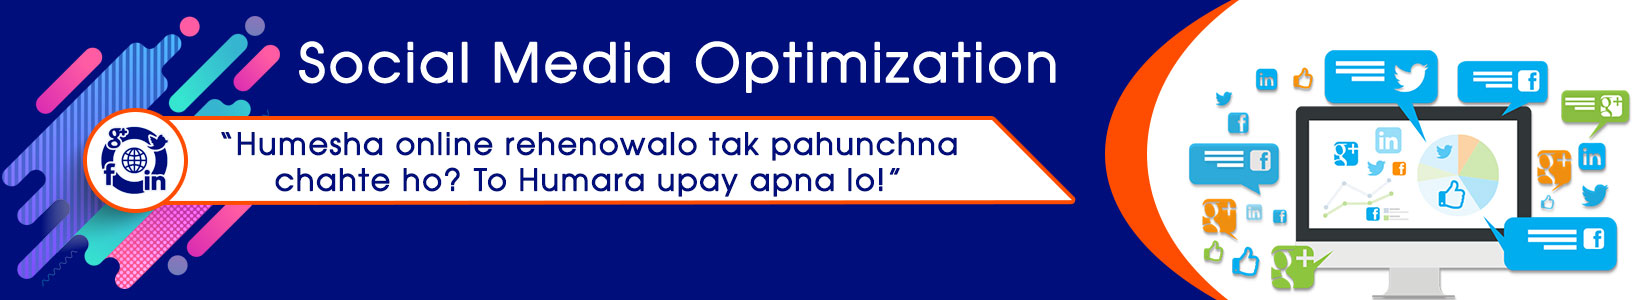 Social Media Optimization
“Humesha online rehenowalo tak pahunchna
chahte ho? To Humara upay apna lo!”